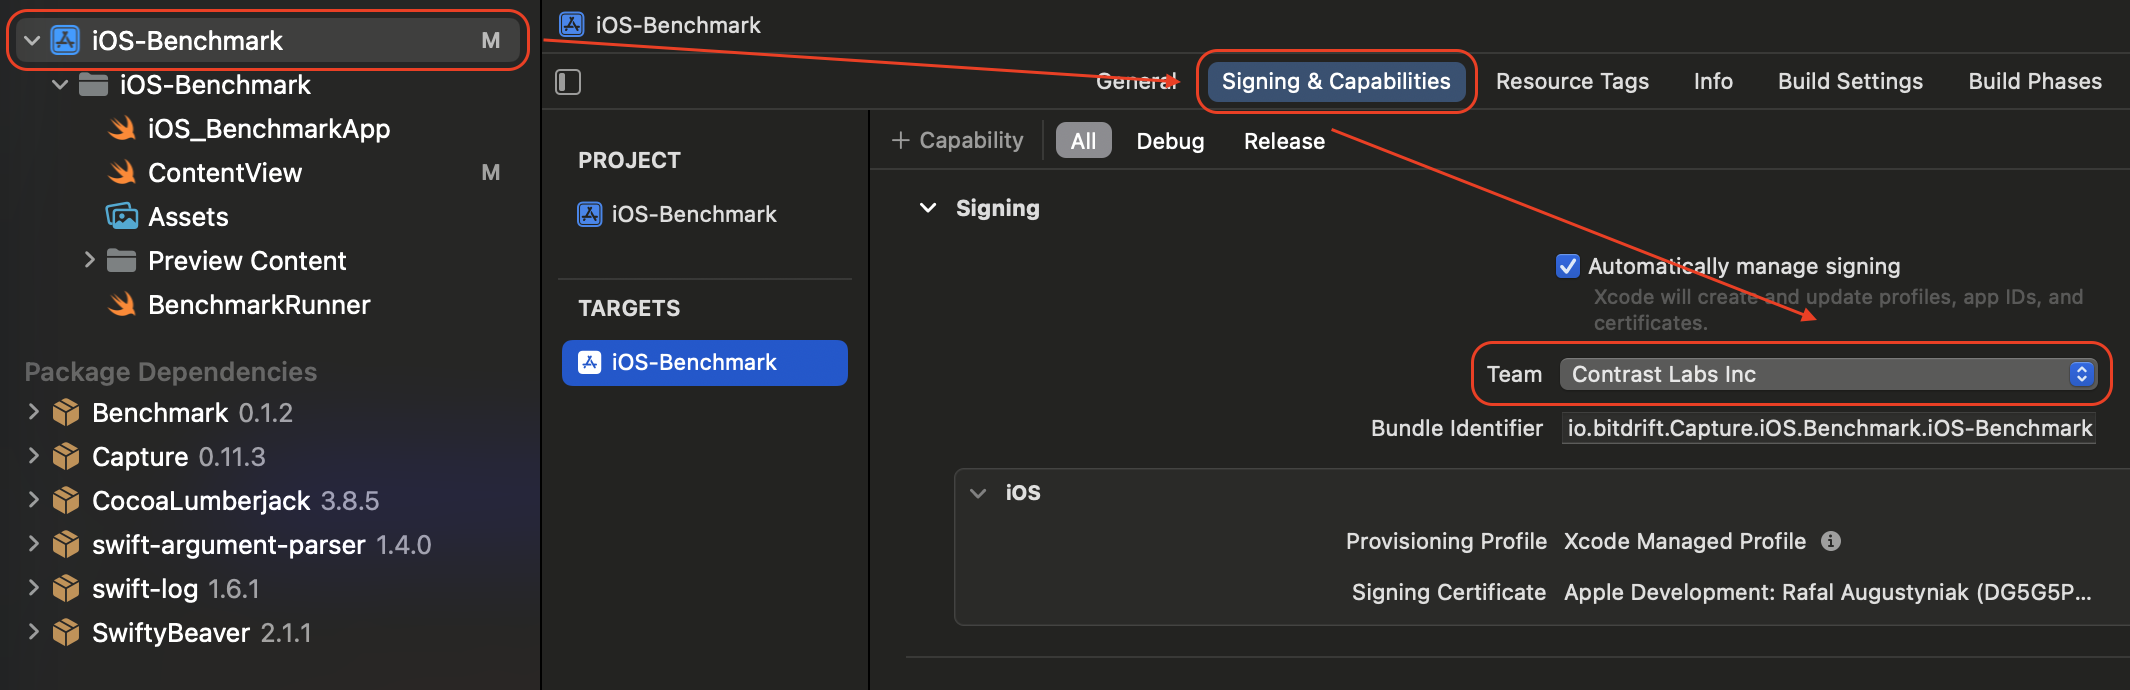 iOS-Benchmark M
iOS-Benchmark
iOS_BenchmarkApp
ContentView M
Assets
Preview Content
BenchmarkRunner
Package Dependencies
Benchmark 0.1.2
Capture 0.11.3
CocoaLumberjack 3.8.5
swift-argument-parser 1.4.0
swift-log 1.6.1
SwiftyBeaver 2.1.1
iOS-Benchmark
General Signing & Capabilities Resource Tags Info Build Settings Build Phases
PROJECT
iOS-Benchmark
TARGETS
iOS-Benchmark
+ Capability All Debug Release
Signing
Automatically manage signing
Xcode will create and update profiles, app IDs, and
certificates.
Team Contrast Labs Inc
Bundle Identifier io.bitdrift.Capture.iOS.Benchmark.iOS-Benchmark
iOS
Provisioning Profile Xcode Managed Profile
Signing Certificate Apple Development: Rafal Augustyniak (DG5G5P...